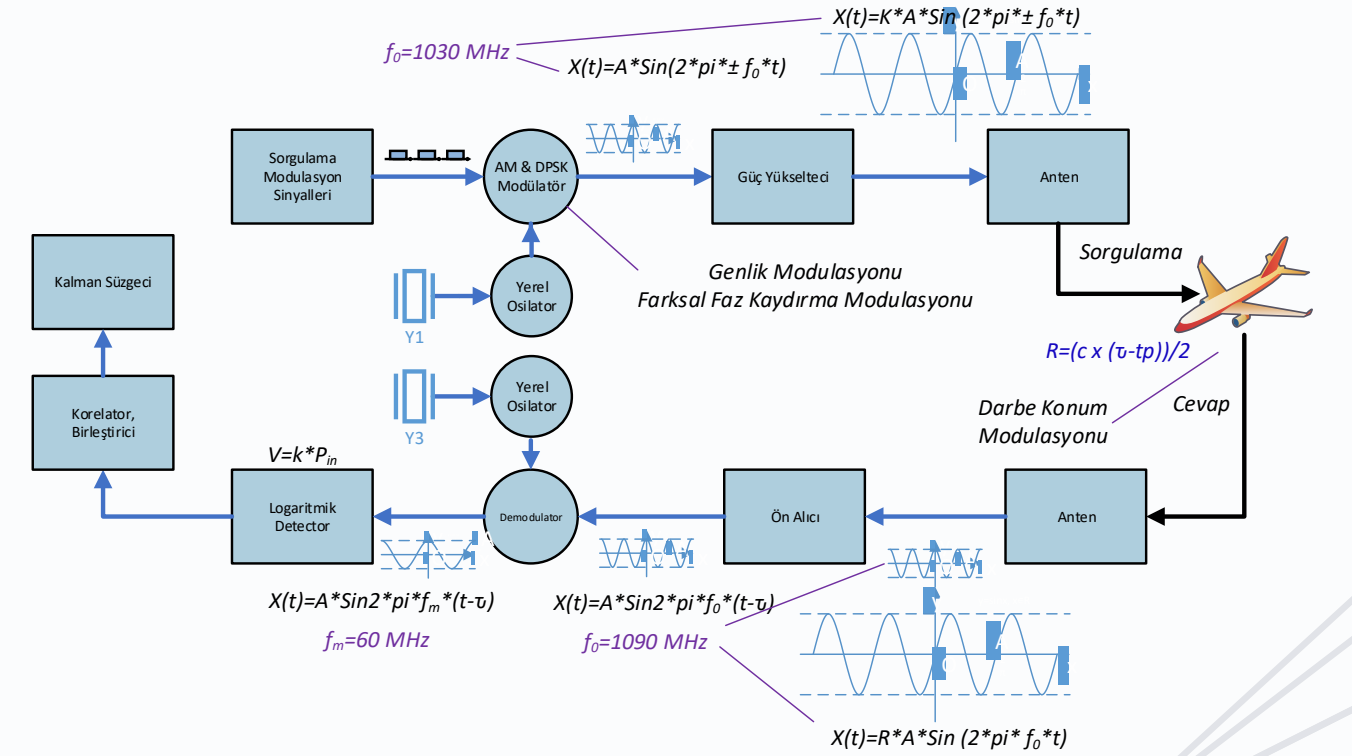 X(t)=K*A*Sin (2*pi*± f0*t)
f0=1030 MHz
X(t)=A*Sin(2*pi*± f0*t)
Sorgulama
Modulasyon
Sinyalleri
AM & DPSK
Modülatör
Güç Yükselteci
Anten
Sorgulama
Kalman Süzgeci
Yerel
Osilator
Y1
Genlik Modulasyonu
Farksal Faz Kaydırma Modulasyonu
R=(c x (τ-tp))/2
Yerel
Osilator
Y3
Darbe Konum
Modulasyonu
Cevap
Korelator,
Birleştirici
V=k*Pin
Logaritmik
Detector
Demodulator
Ön Alıcı
Anten
X(t)=A*Sin2*pi*fm*(t-τ)
fm=60 MHz
X(t)=A*Sin2*pi*f0*(t-τ)
f0=1090 MHz
X(t)=R*A*Sin (2*pi* f0*t)